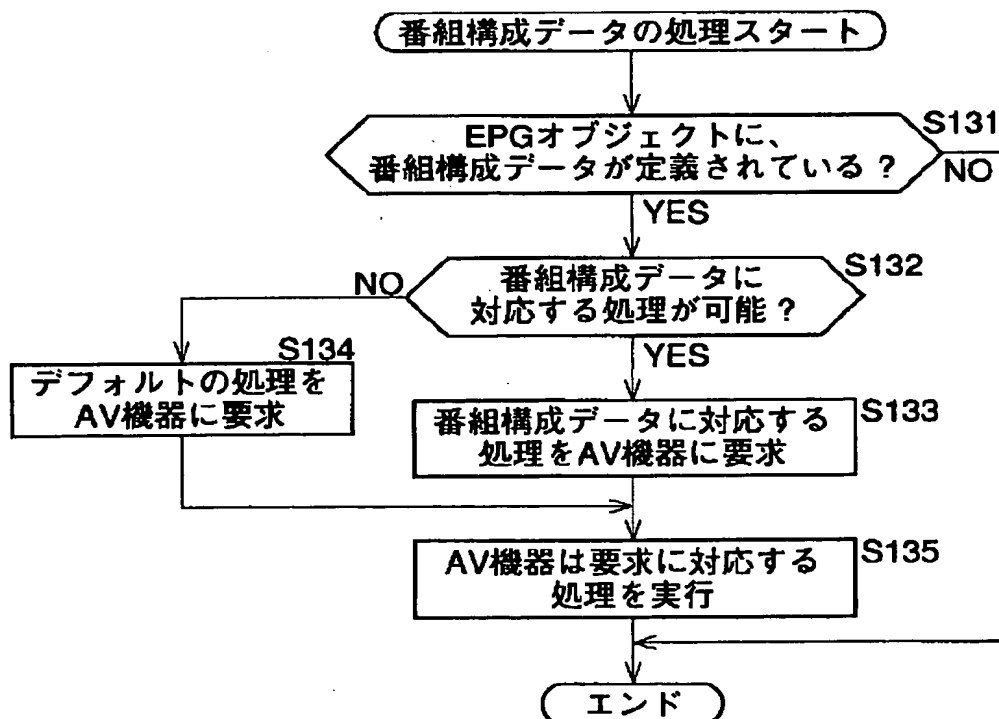 番組構成データの処理スタート
EPGオブジェクトに、
番組構成データが定義されている？
S131
NO
YES
番組構成データに
対応する処理が可能？
S132
NO
YES
S134
デフォルトの処理を
AV機器に要求
番組構成データに対応する
処理をAV機器に要求
S133
AV機器は要求に対応する
処理を実行
S135
エンド